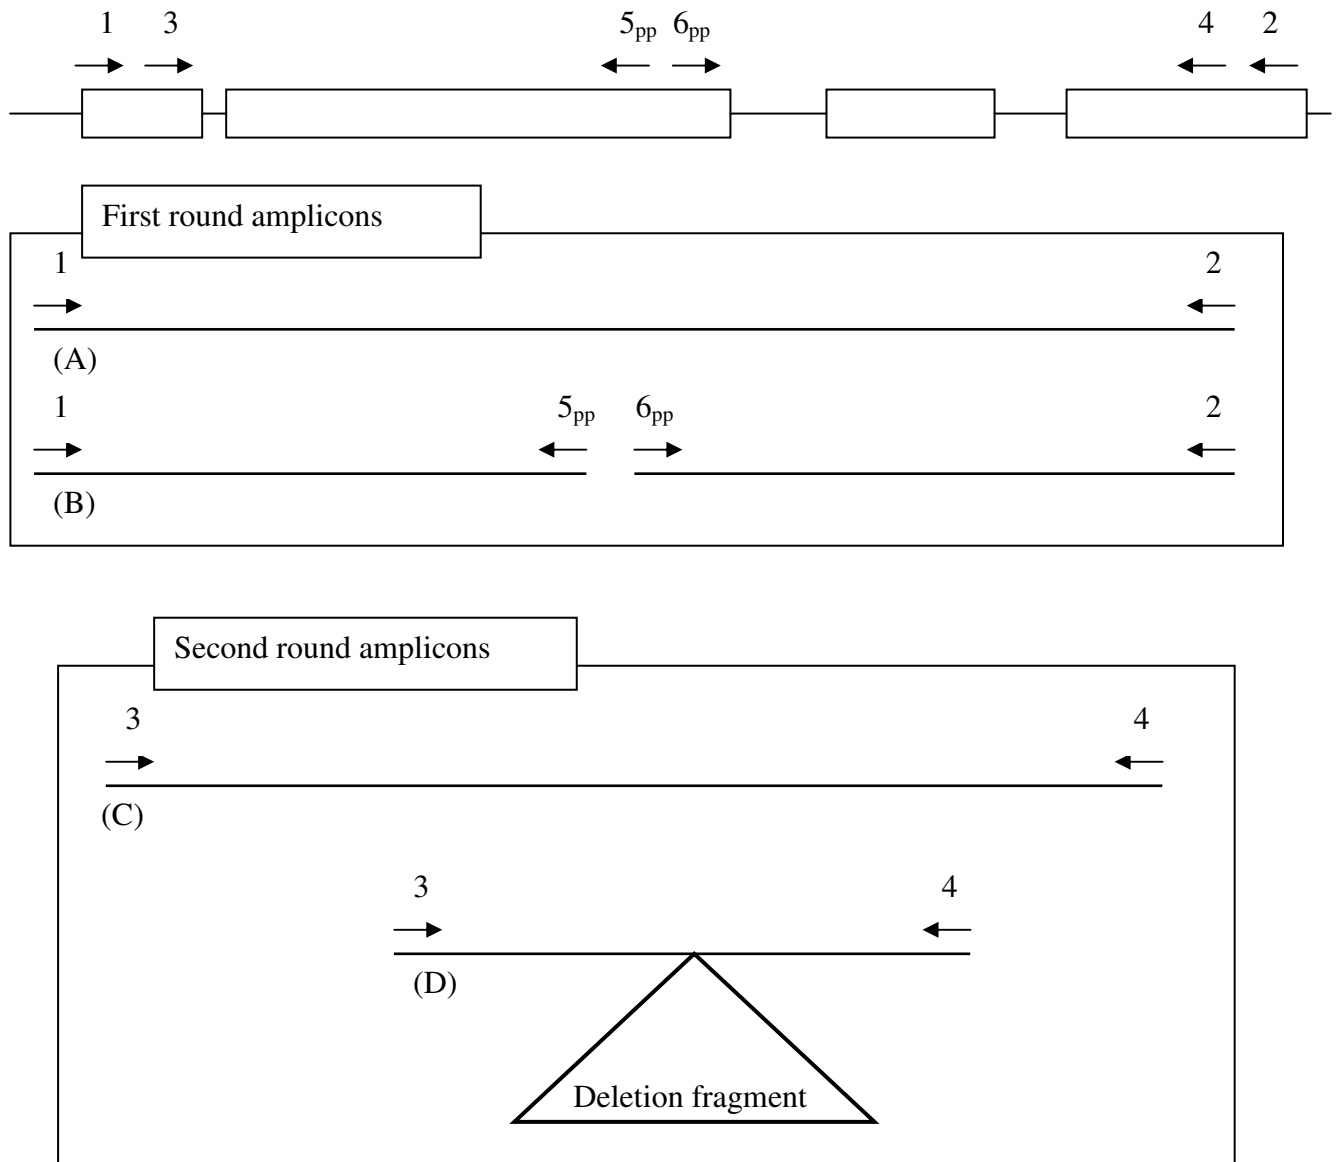 1 3 5pp 6pp 4 2
First round amplicons
1 2
(A)
1 5pp 6pp 2
(B)
Second round amplicons
3 4
(C)
3 4
(D)
Deletion fragment